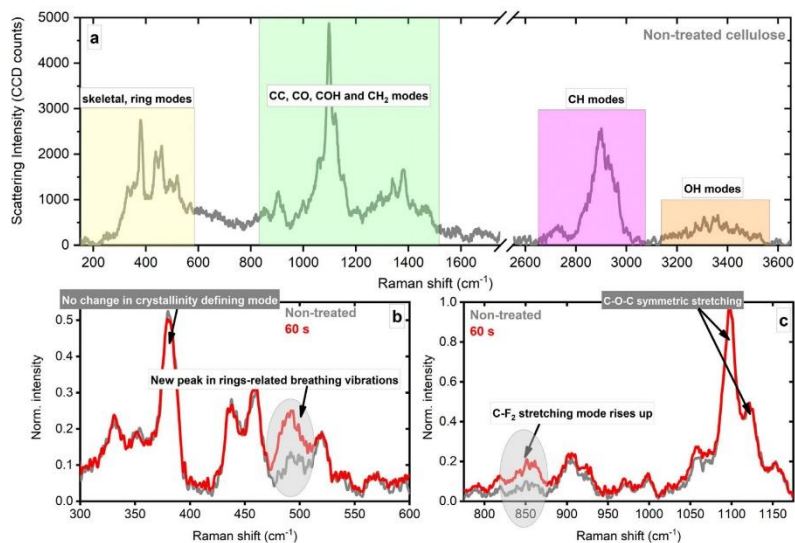 a
Non-treated cellulose
skeletal, ring modes
CC, CO, COH and CH₂ modes
CH modes
OH modes
Scattering Intensity (CCD counts)
5000
4000
3000
2000
1000
0
200 400 600 800 1000 1200 1400 1600 2600 2800 3000 3200 3400 3600
Raman shift (cm⁻¹)
No change in crystallinity defining mode
b
Non-treated
60 s
New peak in rings-related breathing vibrations
Norm. intensity
0.5
0.4
0.3
0.2
0.1
0.0
300 350 400 450 500 550 600
Raman shift (cm⁻¹)
C-O-C symmetric stretching
c
Non-treated
60 s
C-F₂ stretching mode rises up
Norm. intensity
1.0
0.8
0.6
0.4
0.2
0.0
800 850 900 950 1000 1050 1100 1150
Raman shift (cm⁻¹)